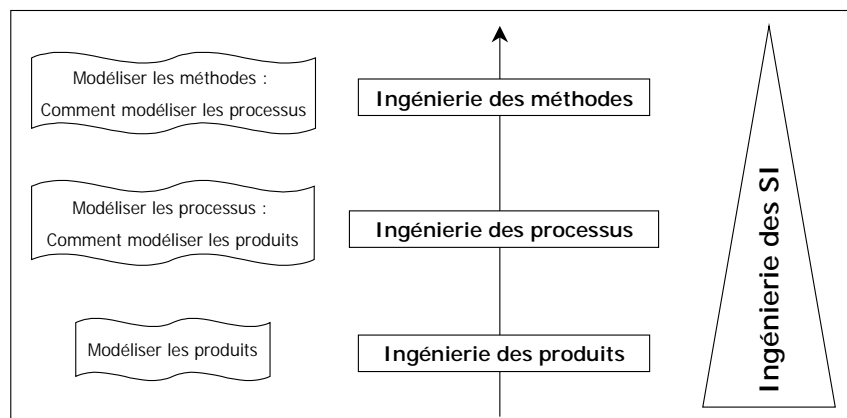 Modéliser les méthodes :
Comment modéliser les processus
Ingénierie des méthodes
Modéliser les processus :
Comment modéliser les produits
Ingénierie des processus
Modéliser les produits
Ingénierie des produits
Ingénierie des SI